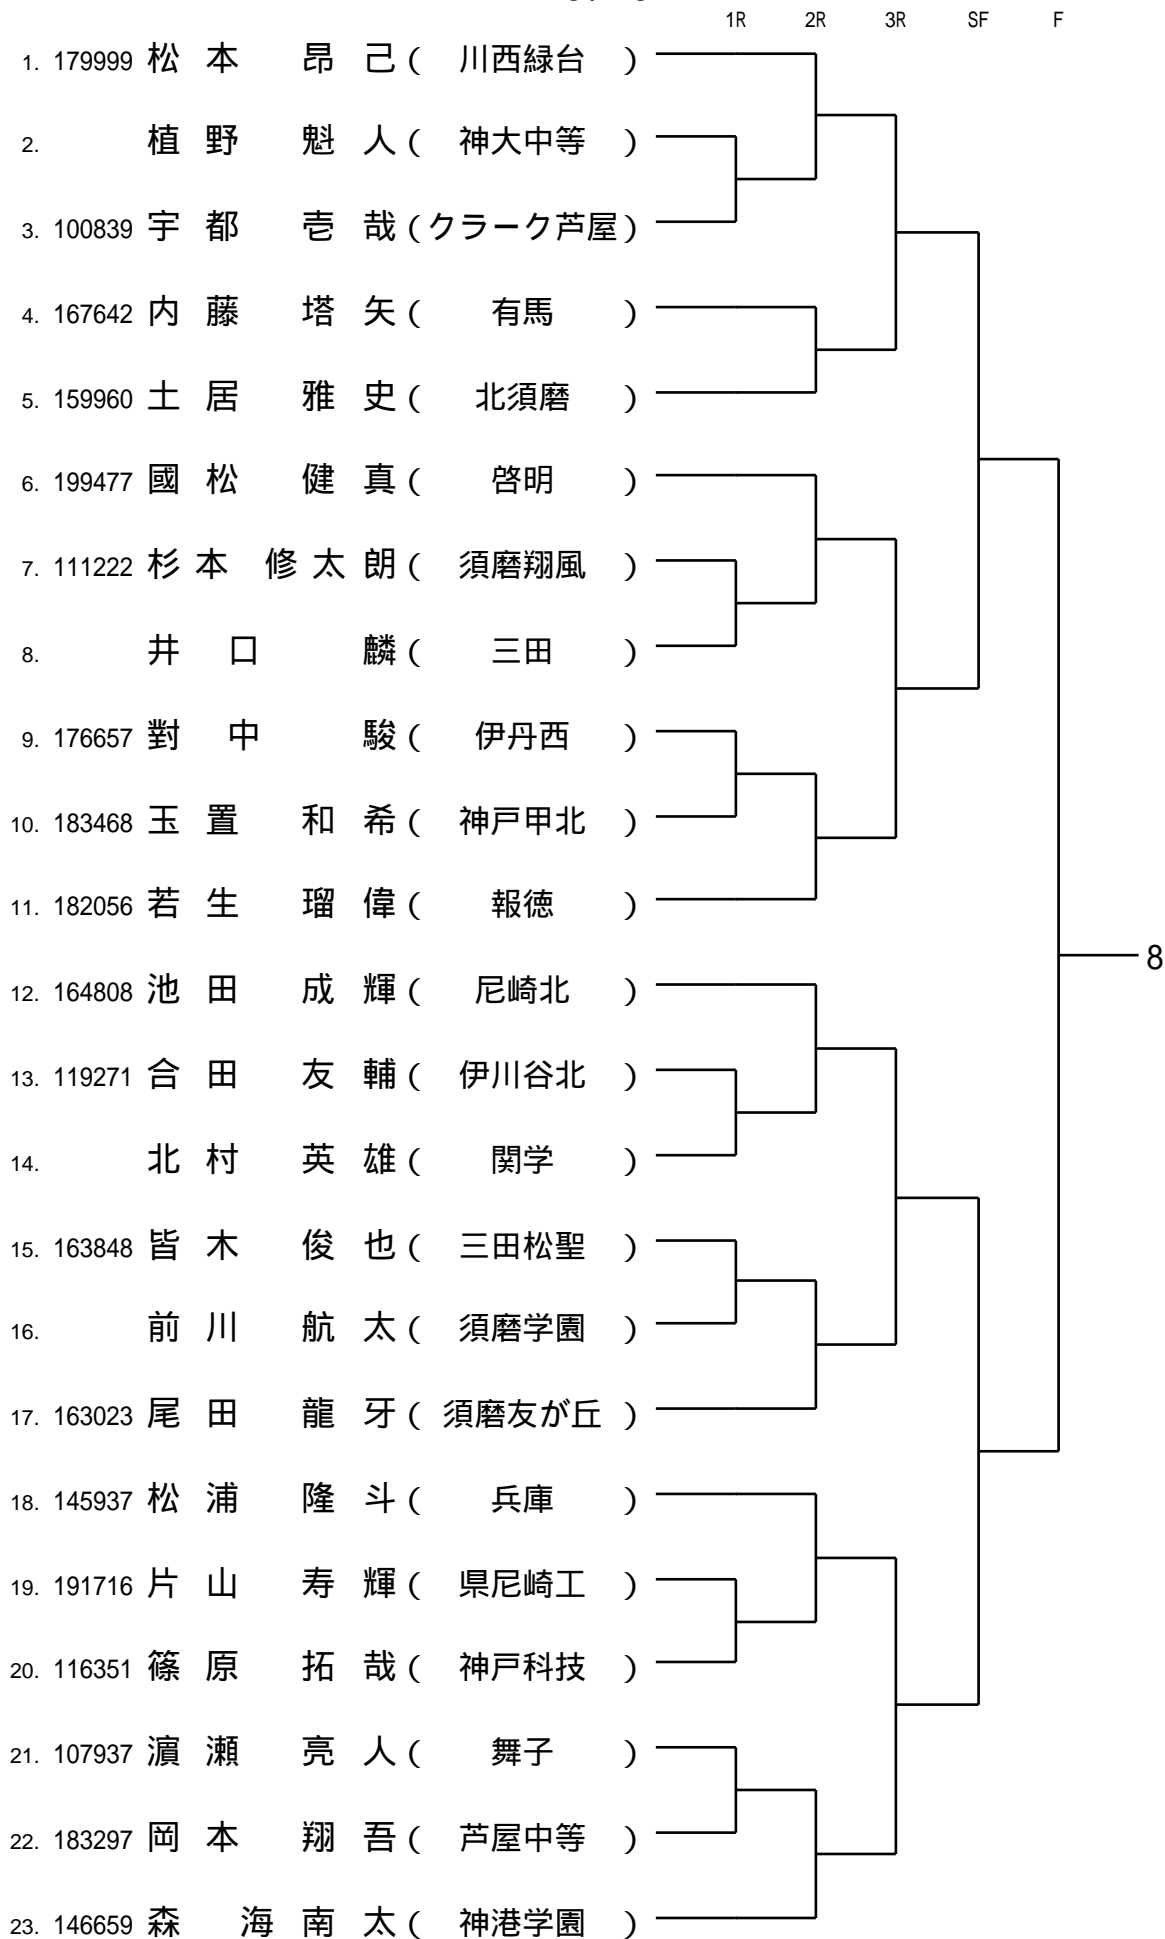 1R 2R 3R SF F
1. 179999 松本 昂己 ( 川西緑台 )
2. 植野 魁人 ( 神大中等 )
3. 100839 宇都 壱哉 ( クラーク芦屋 )
4. 167642 内藤 塔矢 ( 有馬 )
5. 159960 土居 雅史 ( 北須磨 )
6. 199477 國松 健真 ( 啓明 )
7. 111222 杉本 修太朗 ( 須磨翔風 )
8. 井口 麟 ( 三田 )
9. 176657 對中 駿 ( 伊丹西 )
10. 183468 玉置 和希 ( 神戸甲北 )
11. 182056 若生 瑠偉 ( 報徳 )
8
12. 164808 池田 成輝 ( 尼崎北 )
13. 119271 合田 友輔 ( 伊川谷北 )
14. 北村 英雄 ( 関学 )
15. 163848 皆木 俊也 ( 三田松聖 )
16. 前川 航太 ( 須磨学園 )
17. 163023 尾田 龍牙 ( 須磨友が丘 )
18. 145937 松浦 隆斗 ( 兵庫 )
19. 191716 片山 寿輝 ( 県尼崎工 )
20. 116351 篠原 拓哉 ( 神戸科技 )
21. 107937 濵瀬 亮人 ( 舞子 )
22. 183297 岡本 翔吾 ( 芦屋中等 )
23. 146659 森 海南太 ( 神港学園 )